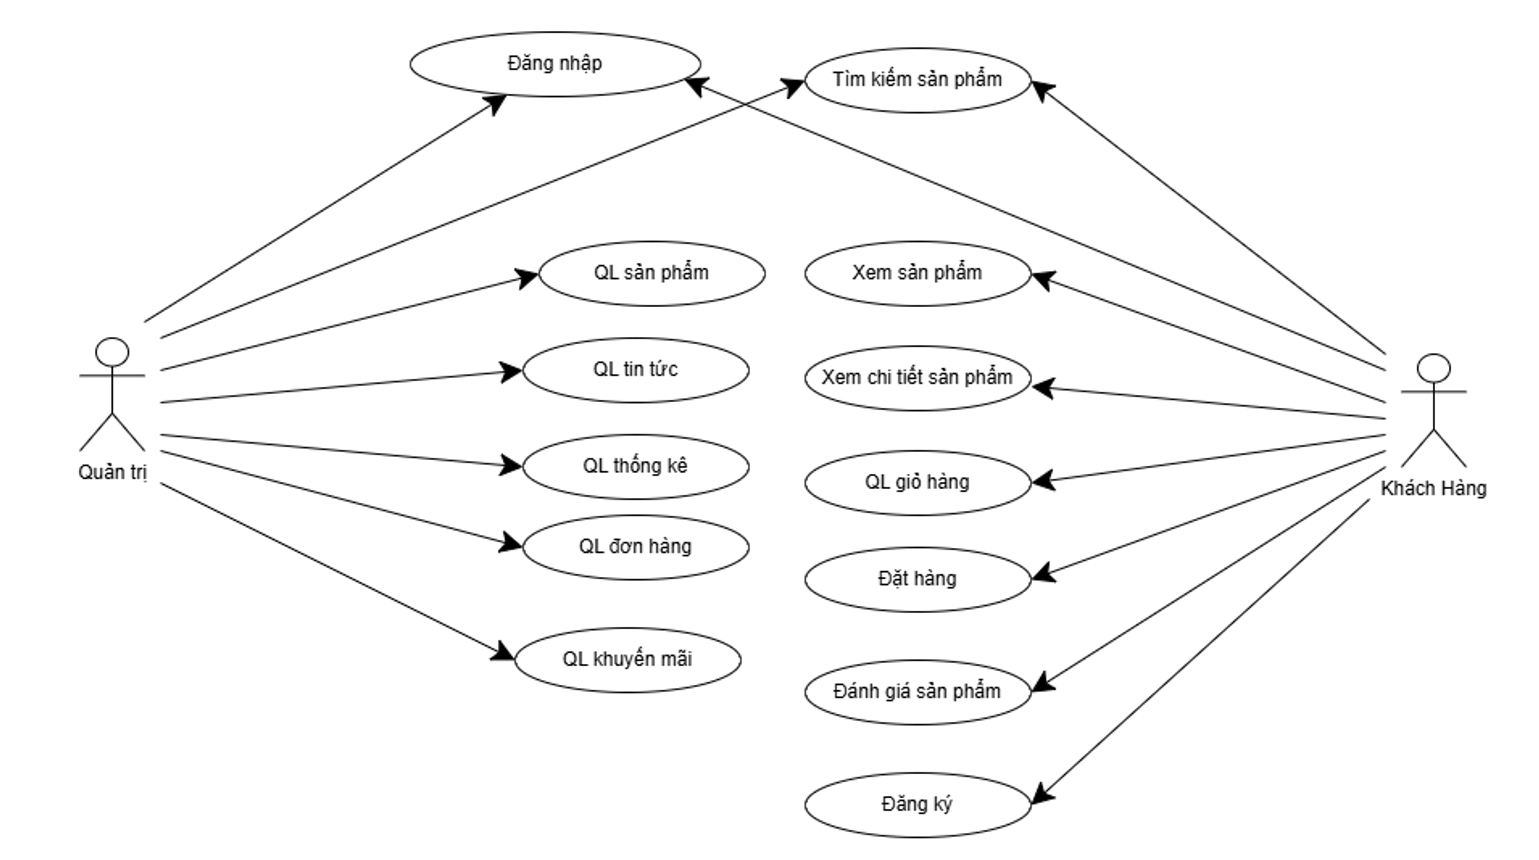 Đăng nhập
Tìm kiếm sản phẩm
QL sản phẩm
Xem sản phẩm
QL tin tức
Xem chi tiết sản phẩm
QL thống kê
Quản trị
QL giỏ hàng
Khách Hàng
QL đơn hàng
Đặt hàng
QL khuyến mãi
Đánh giá sản phẩm
Đăng ký